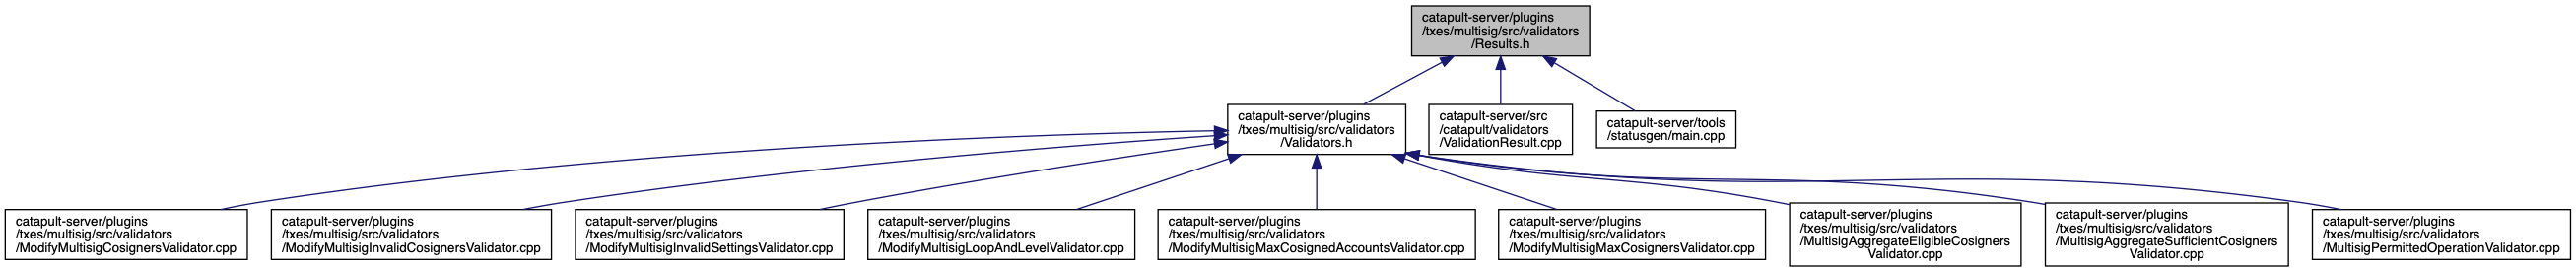 catapult-server/plugins
/txes/multisig/src/validators
/Results.h
catapult-server/plugins
/txes/multisig/src/validators
/Validators.h
catapult-server/src
/catapult/validators
/ValidationResult.cpp
catapult-server/tools
/statusgen/main.cpp
catapult-server/plugins
/txes/multisig/src/validators
/ModifyMultisigCosignersValidator.cpp
catapult-server/plugins
/txes/multisig/src/validators
/ModifyMultisigInvalidCosignersValidator.cpp
catapult-server/plugins
/txes/multisig/src/validators
/ModifyMultisigInvalidSettingsValidator.cpp
catapult-server/plugins
/txes/multisig/src/validators
/ModifyMultisigLoopAndLevelValidator.cpp
catapult-server/plugins
/txes/multisig/src/validators
/ModifyMultisigMaxCosignedAccountsValidator.cpp
catapult-server/plugins
/txes/multisig/src/validators
/ModifyMultisigMaxCosignersValidator.cpp
catapult-server/plugins
/txes/multisig/src/validators
/MultisigAggregateEligibleCosigners
Validator.cpp
catapult-server/plugins
/txes/multisig/src/validators
/MultisigAggregateSufficientCosigners
Validator.cpp
catapult-server/plugins
/txes/multisig/src/validators
/MultisigPermittedOperationValidator.cpp